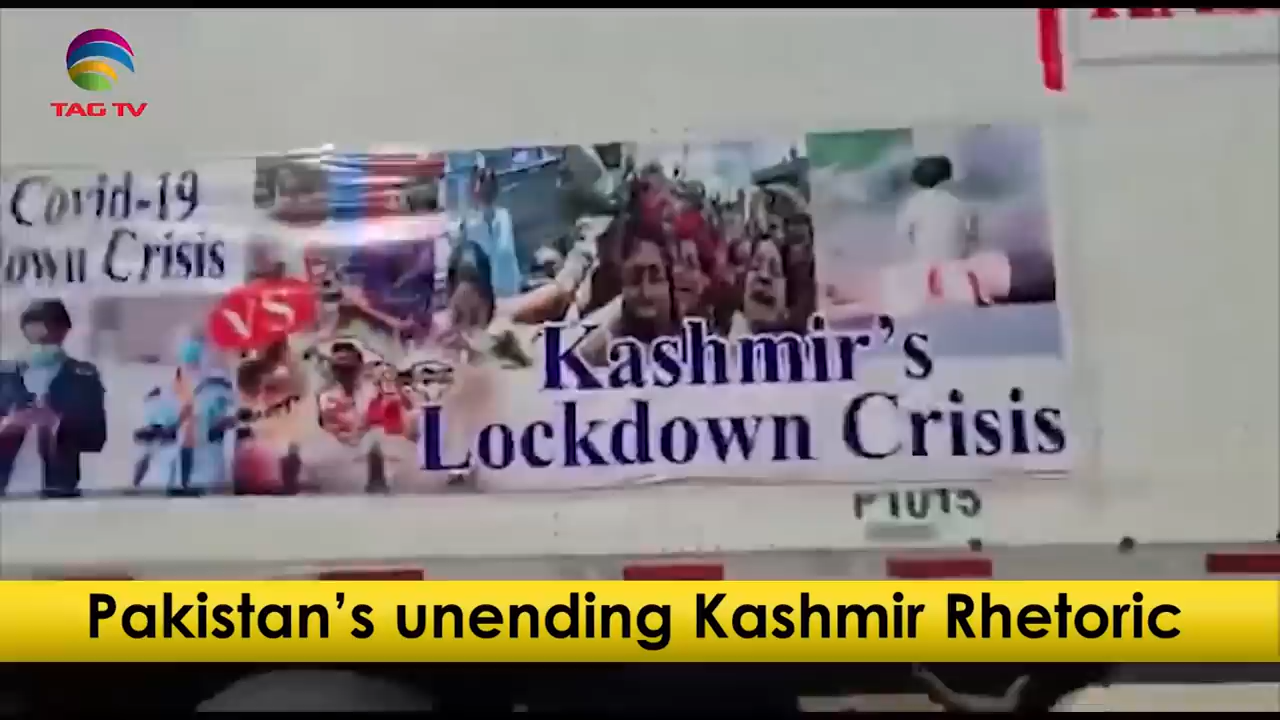 TAG TV
Covid-19
Crisis
VS
Kashmir's
Lockdown Crisis
P1015
Pakistan's unending Kashmir Rhetoric